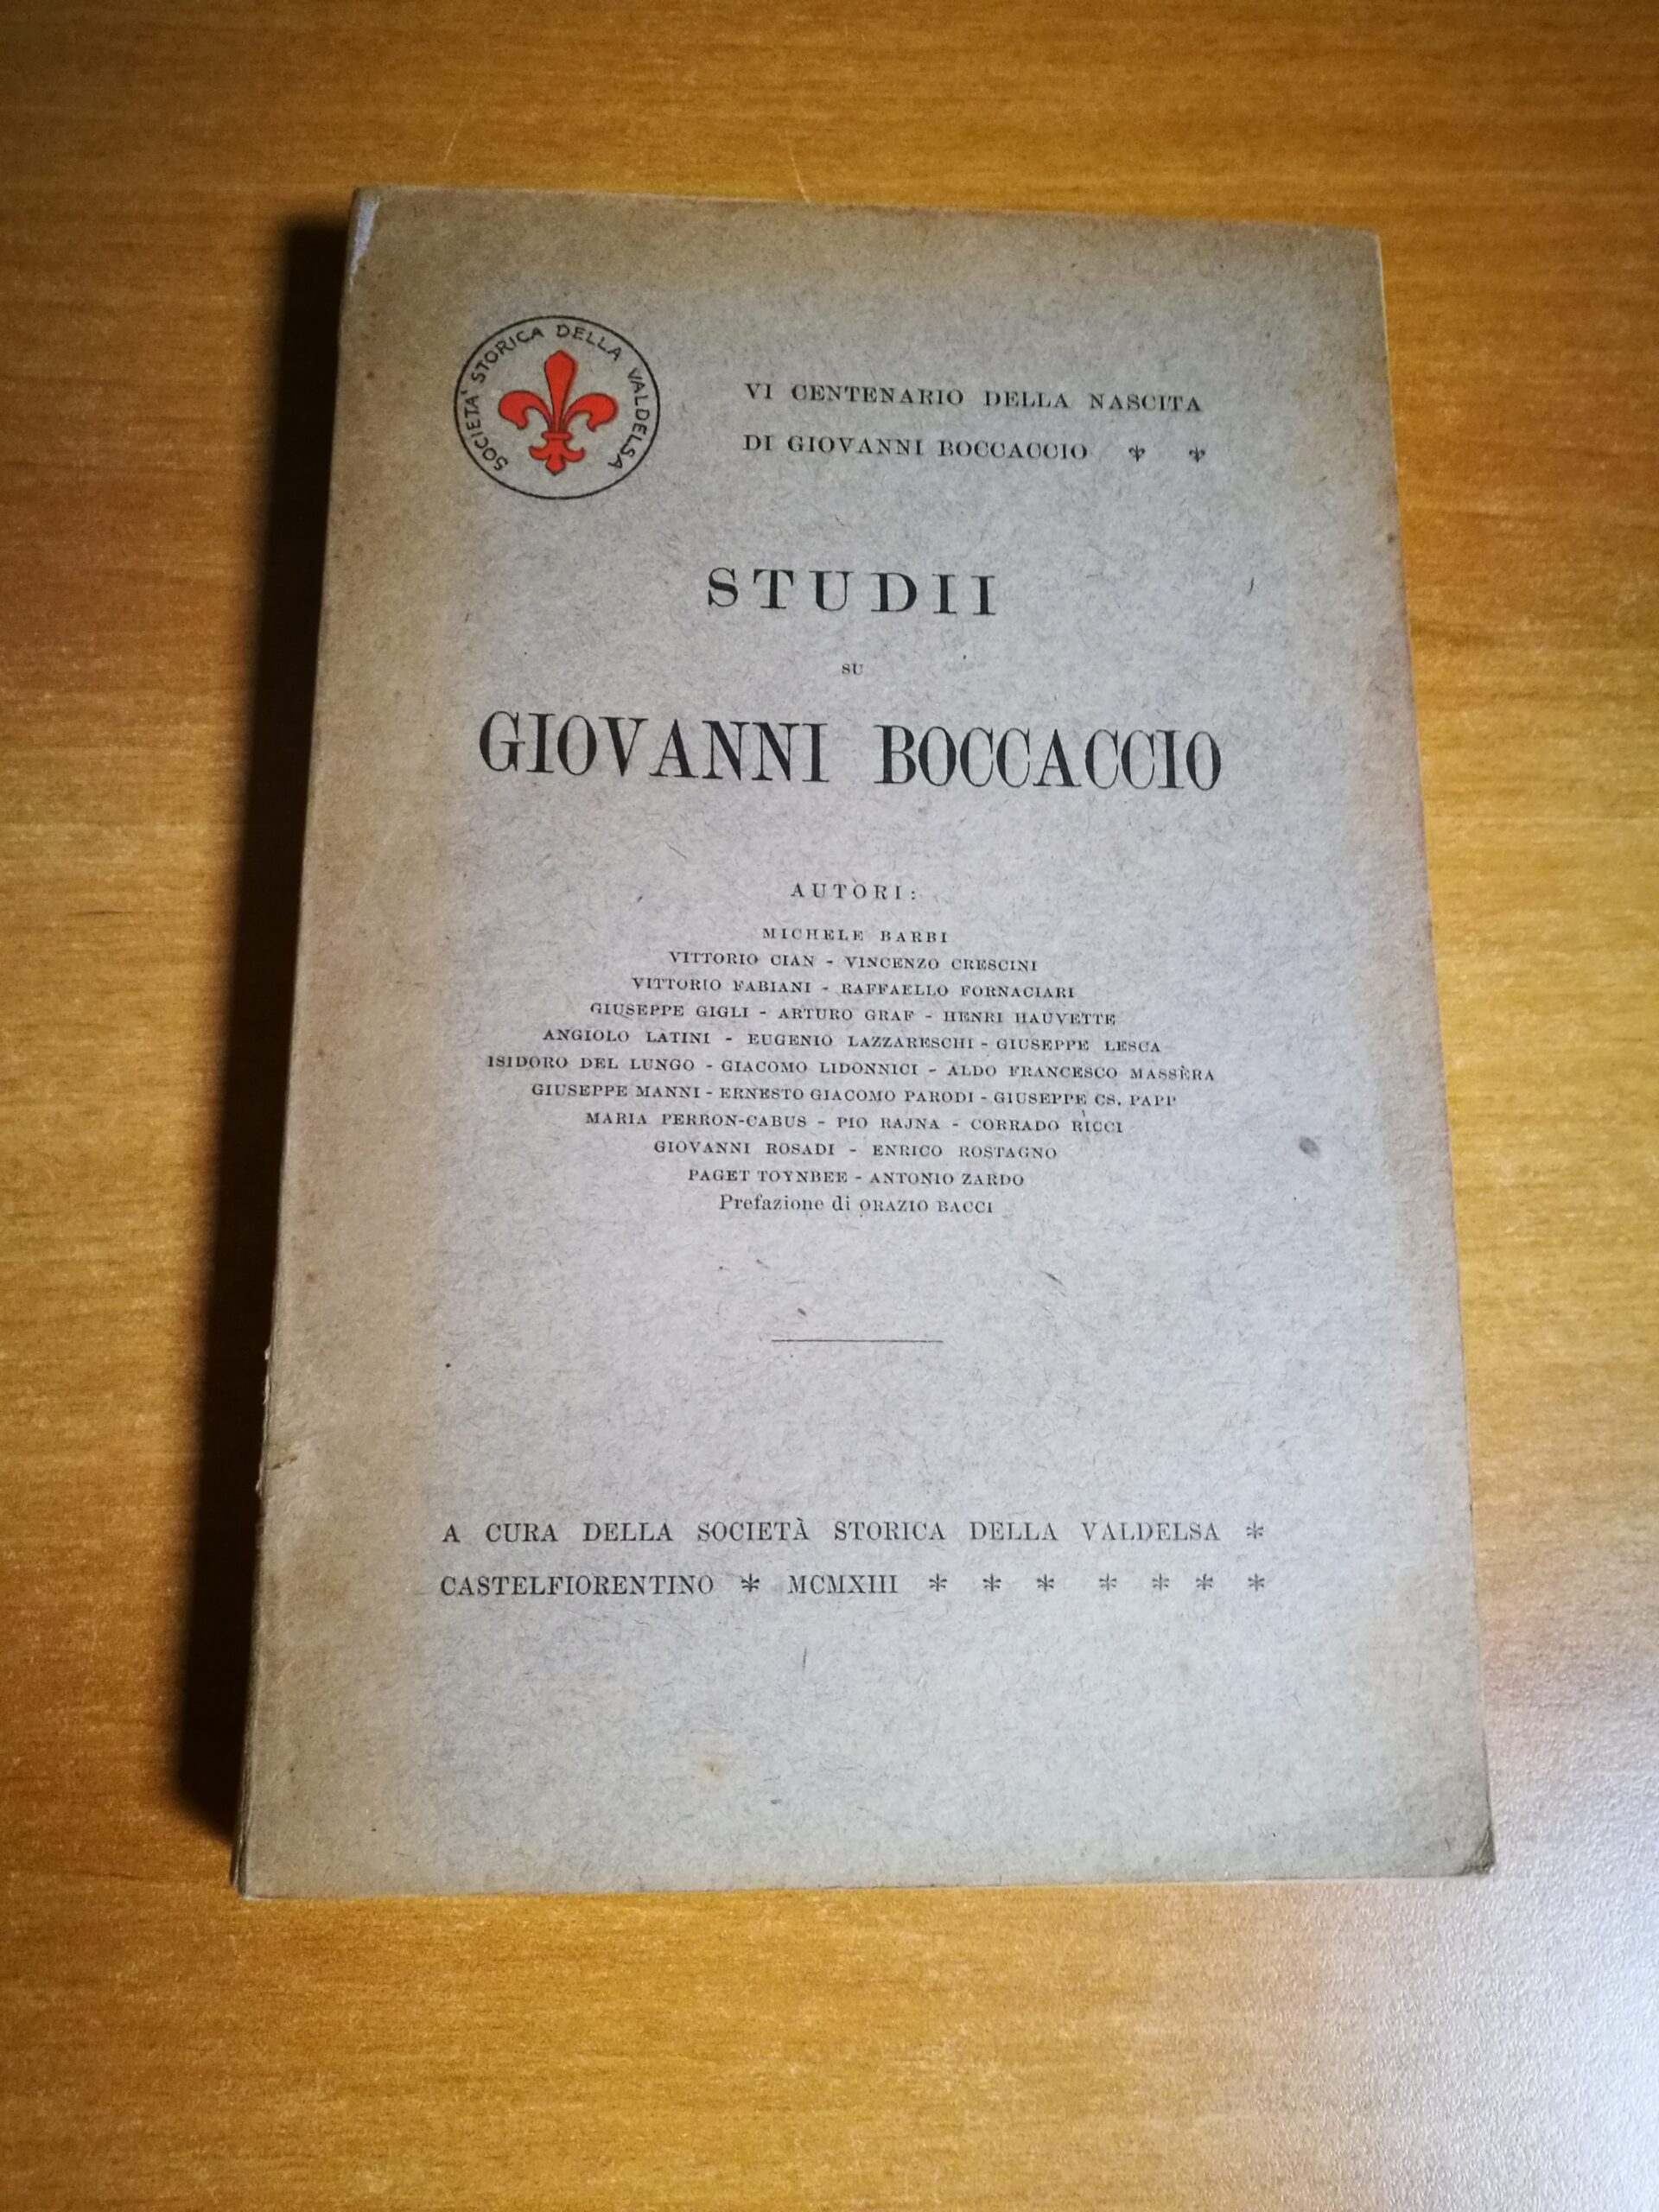 SOCIETA' STORICA DELLA VALDELSA
VI CENTENARIO DELLA NASCITA
DI GIOVANNI BOCCACCIO
STUDII
SU
GIOVANNI BOCCACCIO
AUTORI:
MICHELE BARBI
VITTORIO CIAN - VINCENZO CRESCINI
VITTORIO FABIANI - RAFFAELLO FORNACIARI
GIUSEPPE GIGLI - ARTURO GRAF - HENRI HAUVETTE
ANGIOLO LATINI - EUGENIO LAZZARESCHI - GIUSEPPE LESCA
ISIDORO DEL LUNGO - GIACOMO LIDONNICI - ALDO FRANCESCO MASSÈRA
GIUSEPPE MANNI - ERNESTO GIACOMO PARODI - GIUSEPPE CS. PAPP
MARIA PERRON-CABUS - PIO RAJNA - CORRADO RICCI
GIOVANNI ROSADI - ENRICO ROSTAGNO
PAGET TOYNBEE - ANTONIO ZARDO
Prefazione di ORAZIO BACCI
A CURA DELLA SOCIETÀ STORICA DELLA VALDELSA *
CASTELFIORENTINO * MCMXIII * * * * * * *